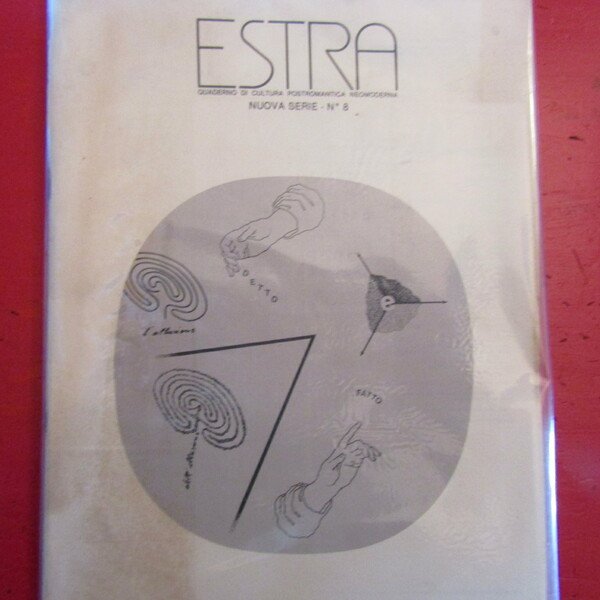 ESTRA
QUADERNO DI CULTURA POSTROMANTICA NEOMODERNA
NUOVA SERIE - N° 8
DETTO
e
FATTO